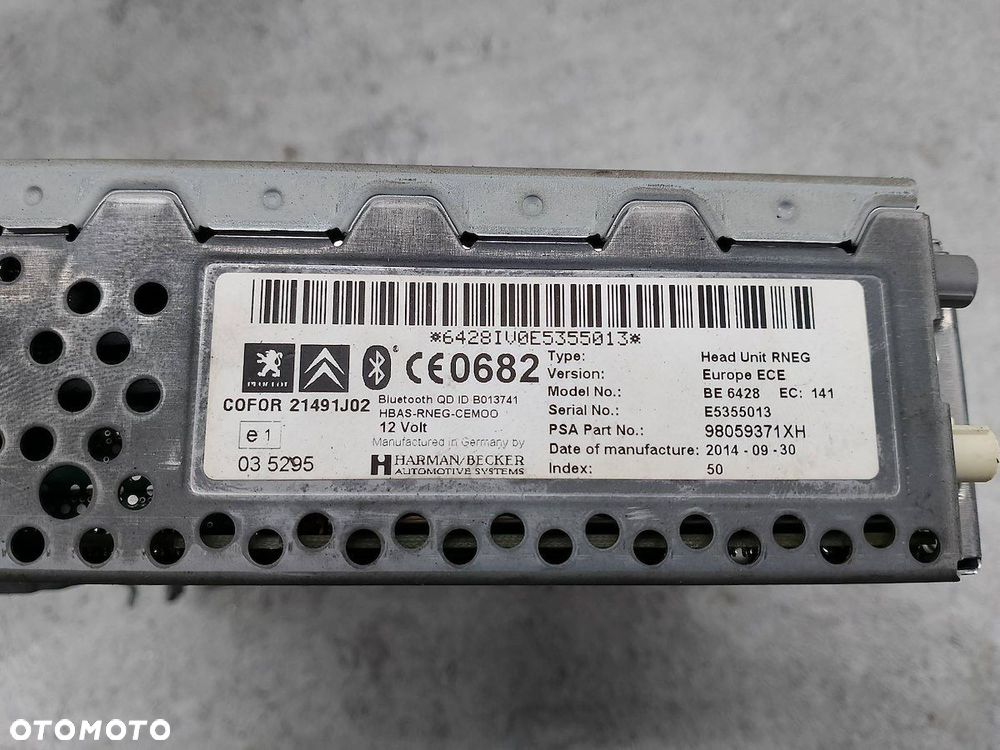 *6428IV0E5355013*
PEUGEOT
COFOR 21491J02
e1
03 5295
CE0682
Bluetooth QD ID B013741
HBAS-RNEG-CEMOO
12 Volt
Manufactured in Germany by
HARMAN/BECKER
AUTOMOTIVE SYSTEMS
Type: Head Unit RNEG
Version: Europe ECE
Model No.: BE 6428 EC: 141
Serial No.: E5355013
PSA Part No.: 98059371XH
Date of manufacture: 2014 - 09 - 30
Index: 50
OTOMOTO